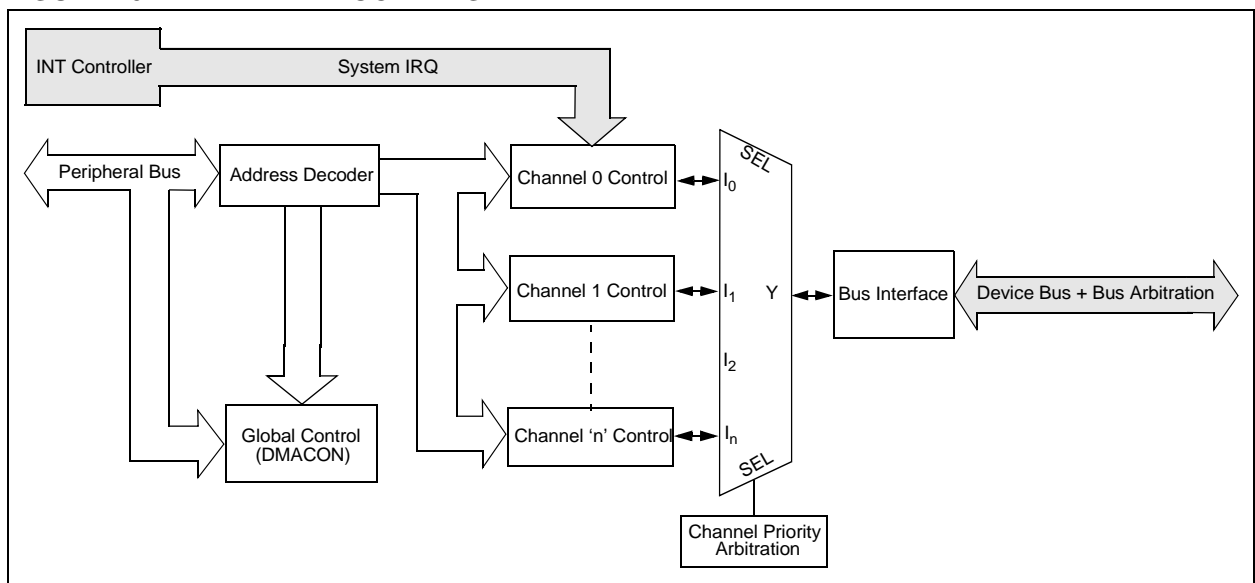 INT Controller
System IRQ
Peripheral Bus
Address Decoder
Channel 0 Control
SEL
I0
Channel 1 Control
I1
Y
Bus Interface
Device Bus + Bus Arbitration
I2
Global Control
(DMACON)
Channel ‘n’ Control
In
SEL
Channel Priority
Arbitration